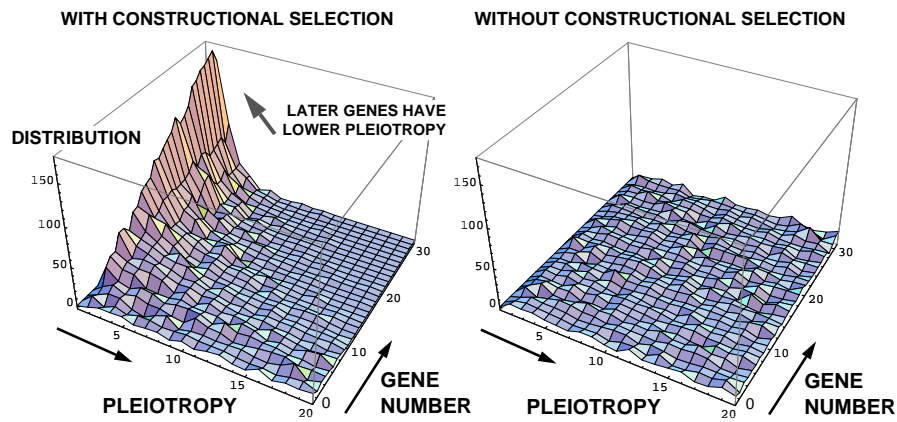 WITH CONSTRUCTIONAL SELECTION
LATER GENES HAVE
LOWER PLEIOTROPY
DISTRIBUTION
150
100
50
0
5
10
15
20
0
10
20
30
PLEIOTROPY
GENE
NUMBER
WITHOUT CONSTRUCTIONAL SELECTION
150
100
50
0
5
10
15
20
0
10
20
30
PLEIOTROPY
GENE
NUMBER